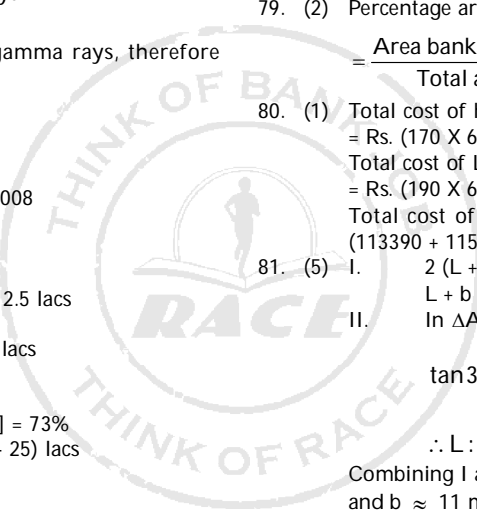 gamma rays, therefore
008
2.5 lacs
lacs
] = 73%
25) lacs
79. (2) Percentage ar
= Area bank
Total a
80. (1) Total cost of
= Rs. (170 X 6
Total cost of
= Rs. (190 X 6
Total cost of
(113390 + 115
81. (5) I. 2 (L +
L + b
II. In ΔA
tan3
∴ L :
Combining I a
and b ≈ 11 m
THINK OF BANK JOB
RACE
THINK OF RACE